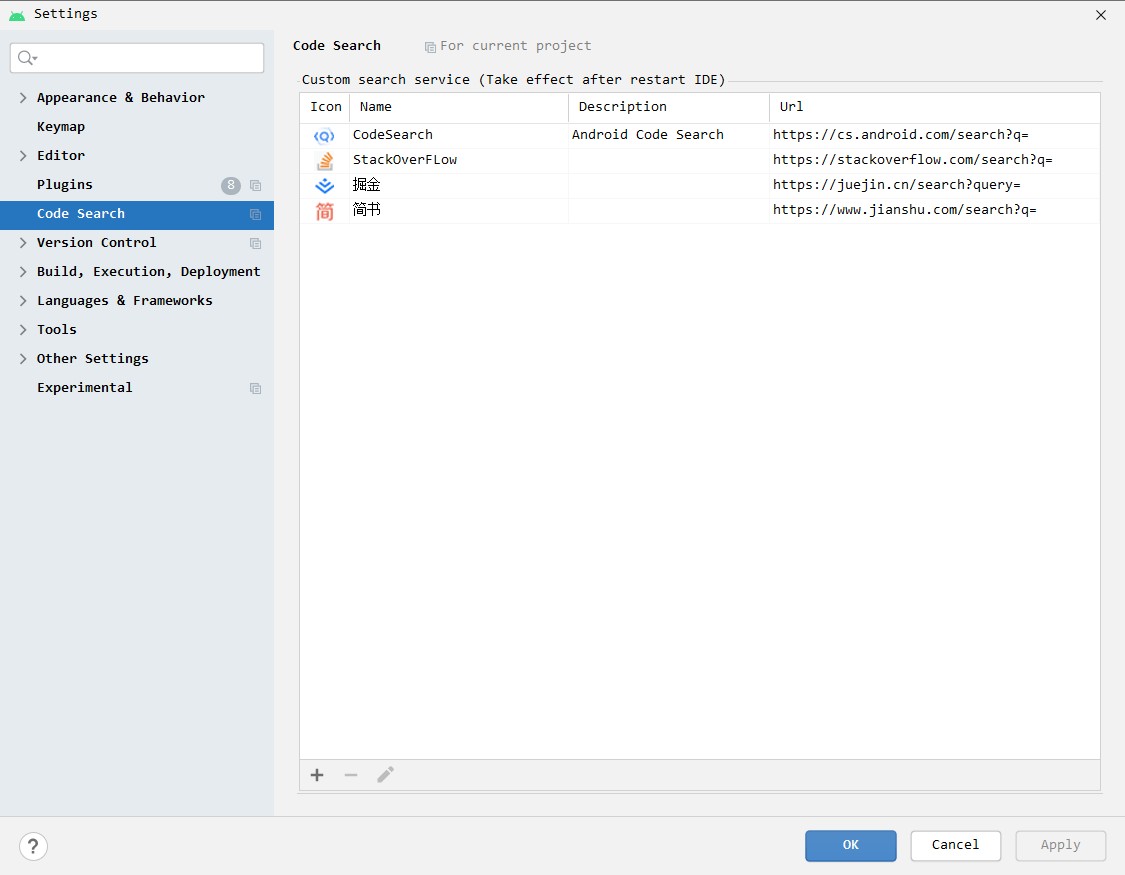 Settings
Code Search
For current project
Custom search service (Take effect after restart IDE)
Appearance & Behavior
Keymap
Editor
Plugins 8
Code Search
Version Control
Build, Execution, Deployment
Languages & Frameworks
Tools
Other Settings
Experimental
Icon Name Description Url
CodeSearch Android Code Search https://cs.android.com/search?q=
StackOverFLow https://stackoverflow.com/search?q=
掘金 https://juejin.cn/search?query=
简 简书 https://www.jianshu.com/search?q=
?
OK Cancel Apply